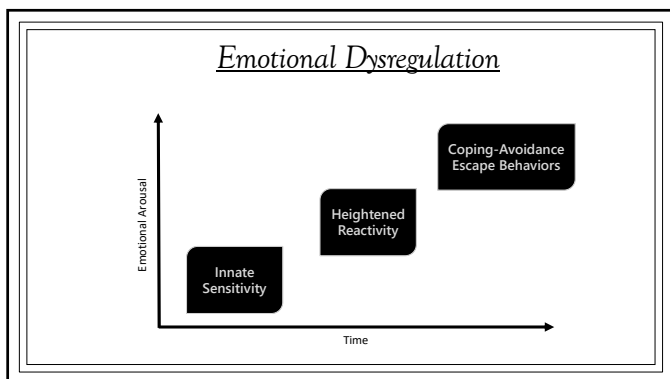 Emotional Dysregulation
Coping-Avoidance
Escape Behaviors
Heightened
Reactivity
Innate
Sensitivity
Emotional Arousal
Time